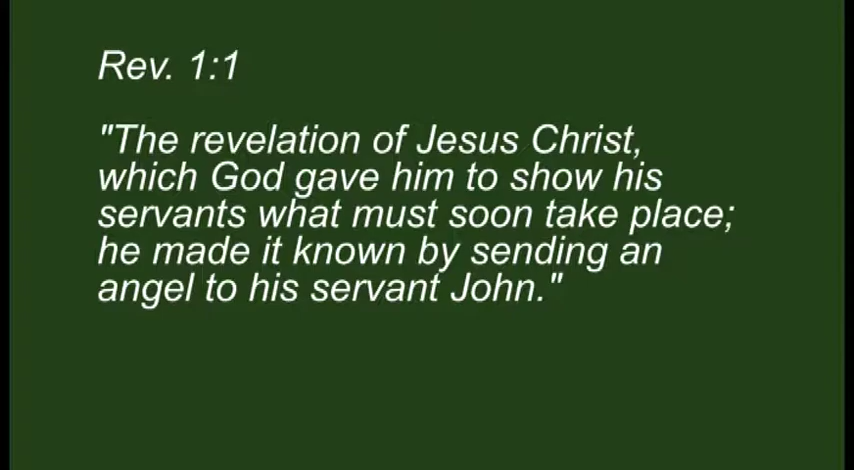 Rev. 1:1
"The revelation of Jesus Christ,
which God gave him to show his
servants what must soon take place;
he made it known by sending an
angel to his servant John."